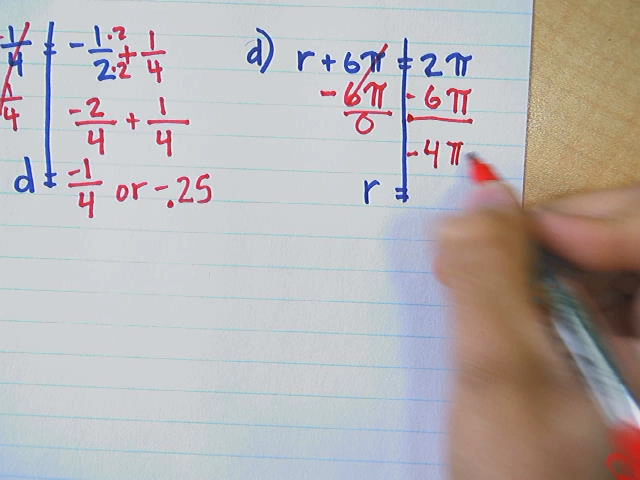 -1/4 = -1/2 ·2/·2 + 1/4
1/4 -2/4 + 1/4
d = -1/4 or -.25
d) r + 6π = 2π
- 6π - 6π
0 - 4π
r =